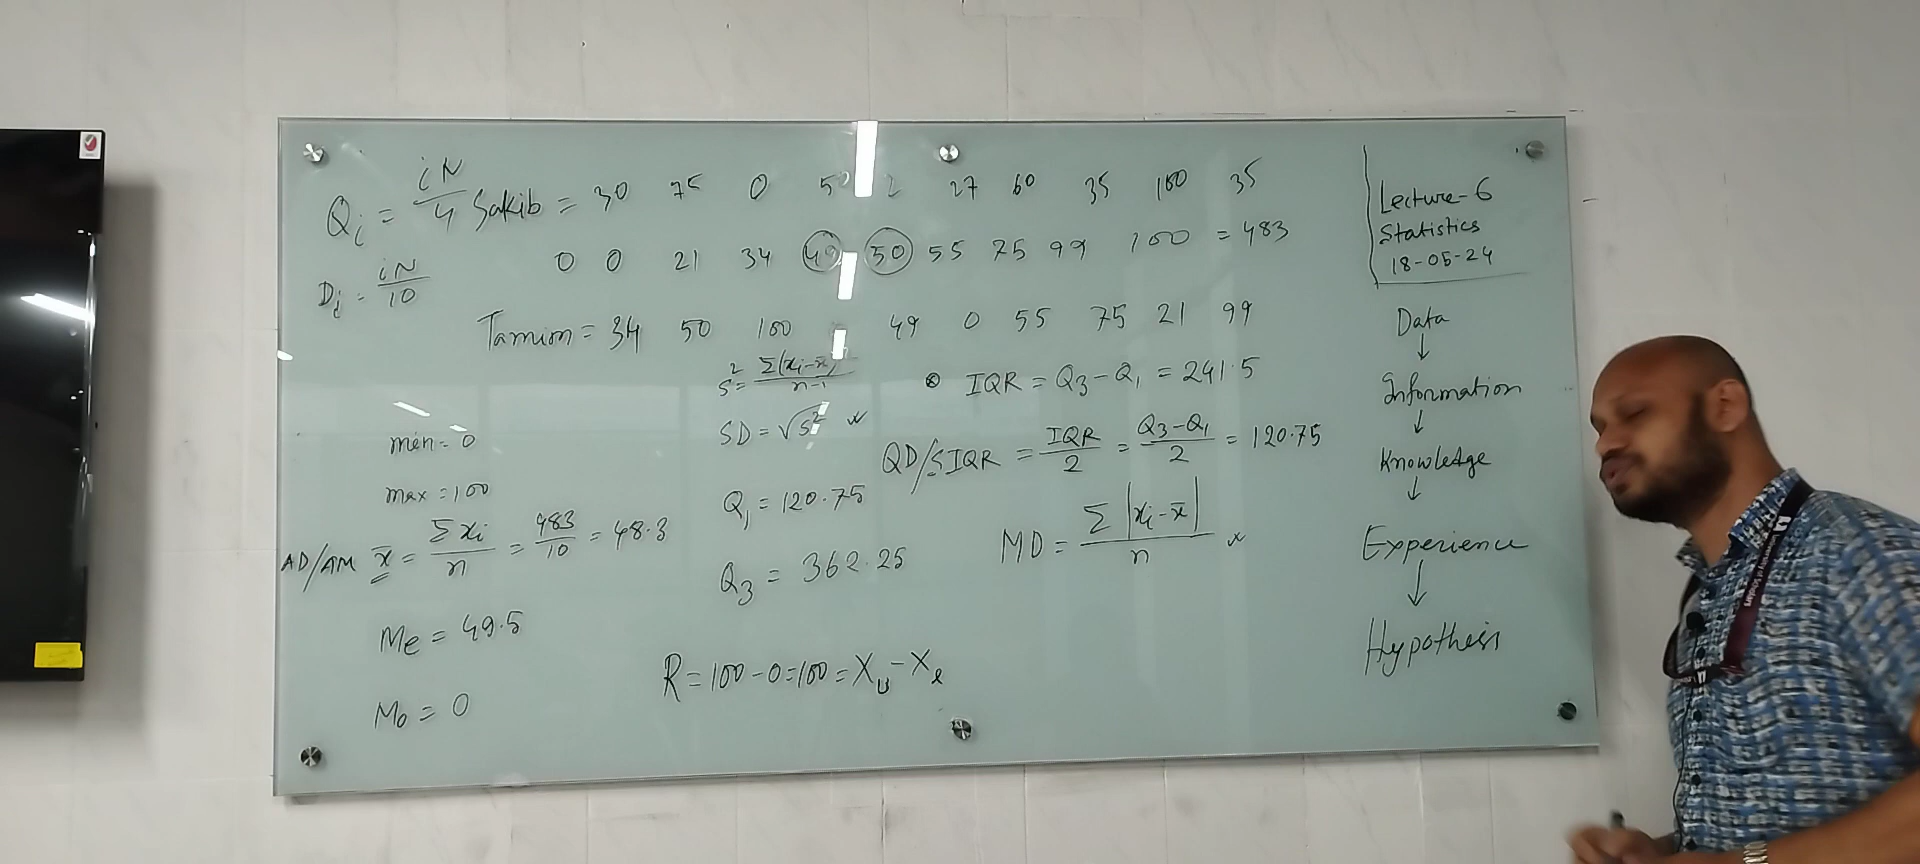 Qi = iN/4 Sakib = 30 75 0 50 2 27 60 35 100 35
0 0 21 34 49 50 55 75 99 100 = 483
Di = iN/10
Tamim = 34 50 100 49 0 55 75 21 99
S² = Σ(xi-x̄)/n-1
⊗ IQR = Q3-Q1 = 241.5
min = 0
SD = √S²
QD/SIQR = IQR/2 = Q3-Q1/2 = 120.75
max = 100
Q1 = 120.75
AD/AM x̄ = Σxi/n = 483/10 = 48.3
MD = Σ|xi-x̄|/n
Q3 = 362.25
Me = 49.5
R = 100-0=100 = Xu-Xl
Mo = 0
Lecture-6
Statistics
18-05-24
Data
↓
Information
↓
Knowledge
↓
Experience
↓
Hypothesis